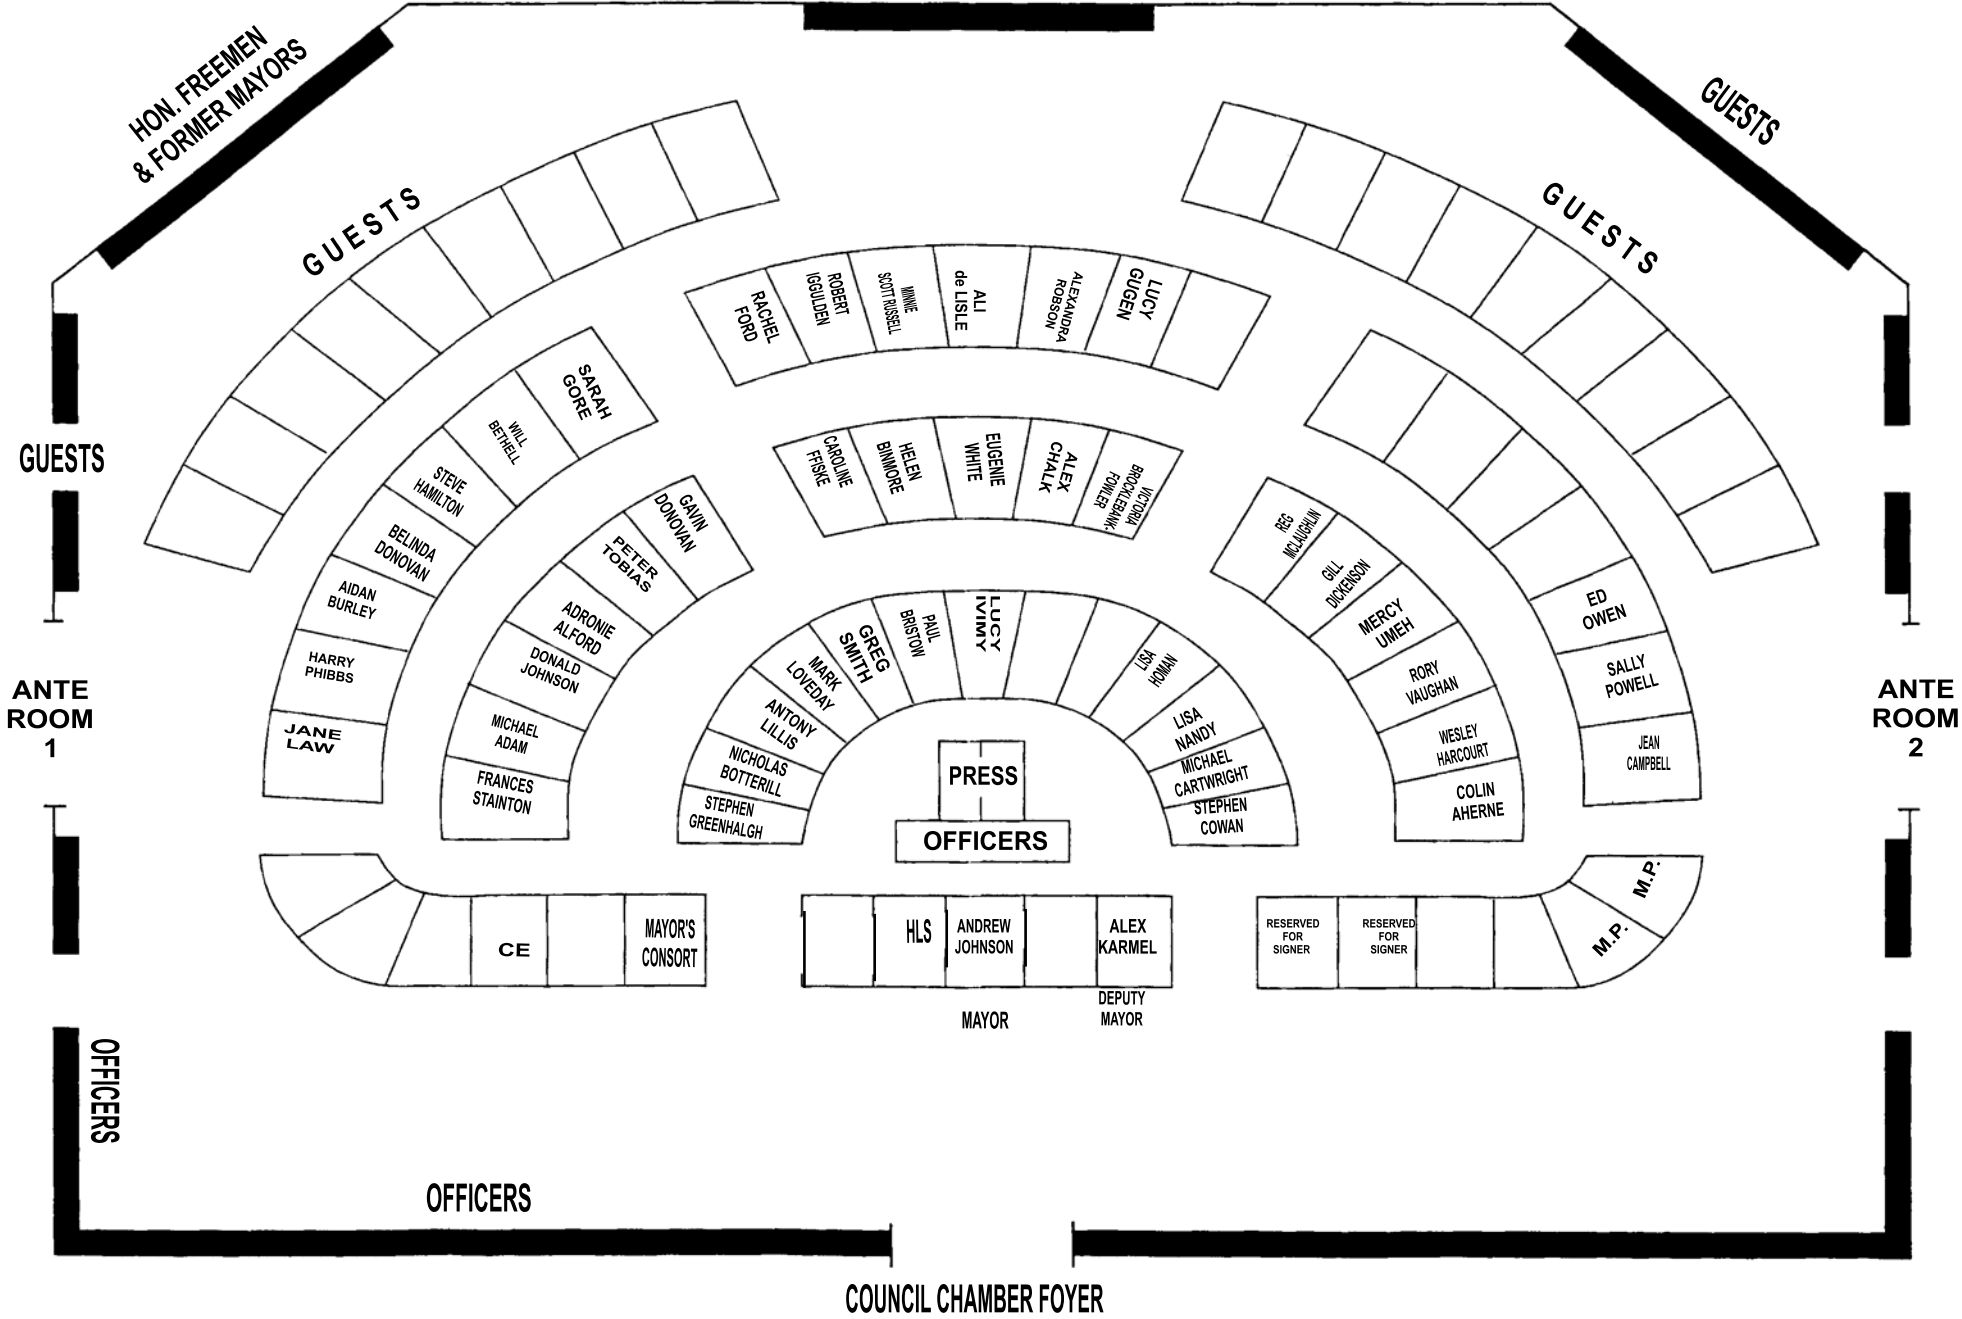 HON. FREEMEN
& FORMER MAYORS
GUESTS
GUESTS
GUESTS
RACHEL
FORD
ROBERT
IGGULDEN
MINNIE
SCOTT RUSSELL
ALI
de LISLE
ALEXANDRA
ROBSON
LUCY
GUGEN
SARAH
GORE
WILL
BETHELL
STEVE
HAMILTON
BELINDA
DONOVAN
AIDAN
BURLEY
HARRY
PHIBBS
JANE
LAW
CAROLINE
FFISKE
HELEN
BINMORE
EUGENIE
WHITE
ALEX
CHALK
VICTORIA
BROCKLEBANK-
FOWLER
GUESTS
GAVIN
DONOVAN
PETER
TOBIAS
ADRONIE
ALFORD
DONALD
JOHNSON
MICHAEL
ADAM
FRANCES
STAINTON
REG
MCLAUGHLIN
GILL
DICKENSON
MERCY
UMEH
RORY
VAUGHAN
WESLEY
HARCOURT
COLIN
AHERNE
ED
OWEN
SALLY
POWELL
JEAN
CAMPBELL
LUCY
IVIMY
PAUL
BRISTOW
GREG
SMITH
MARK
LOVEDAY
ANTONY
LILLIS
NICHOLAS
BOTTERILL
STEPHEN
GREENHALGH
LISA
HOMAN
LISA
NANDY
MICHAEL
CARTWRIGHT
STEPHEN
COWAN
ANTE
ROOM
1
ANTE
ROOM
2
PRESS
OFFICERS
CE
MAYOR'S
CONSORT
HLS
ANDREW
JOHNSON
ALEX
KARMEL
RESERVED
FOR
SIGNER
RESERVED
FOR
SIGNER
M.P.
M.P.
MAYOR
DEPUTY
MAYOR
OFFICERS
OFFICERS
COUNCIL CHAMBER FOYER